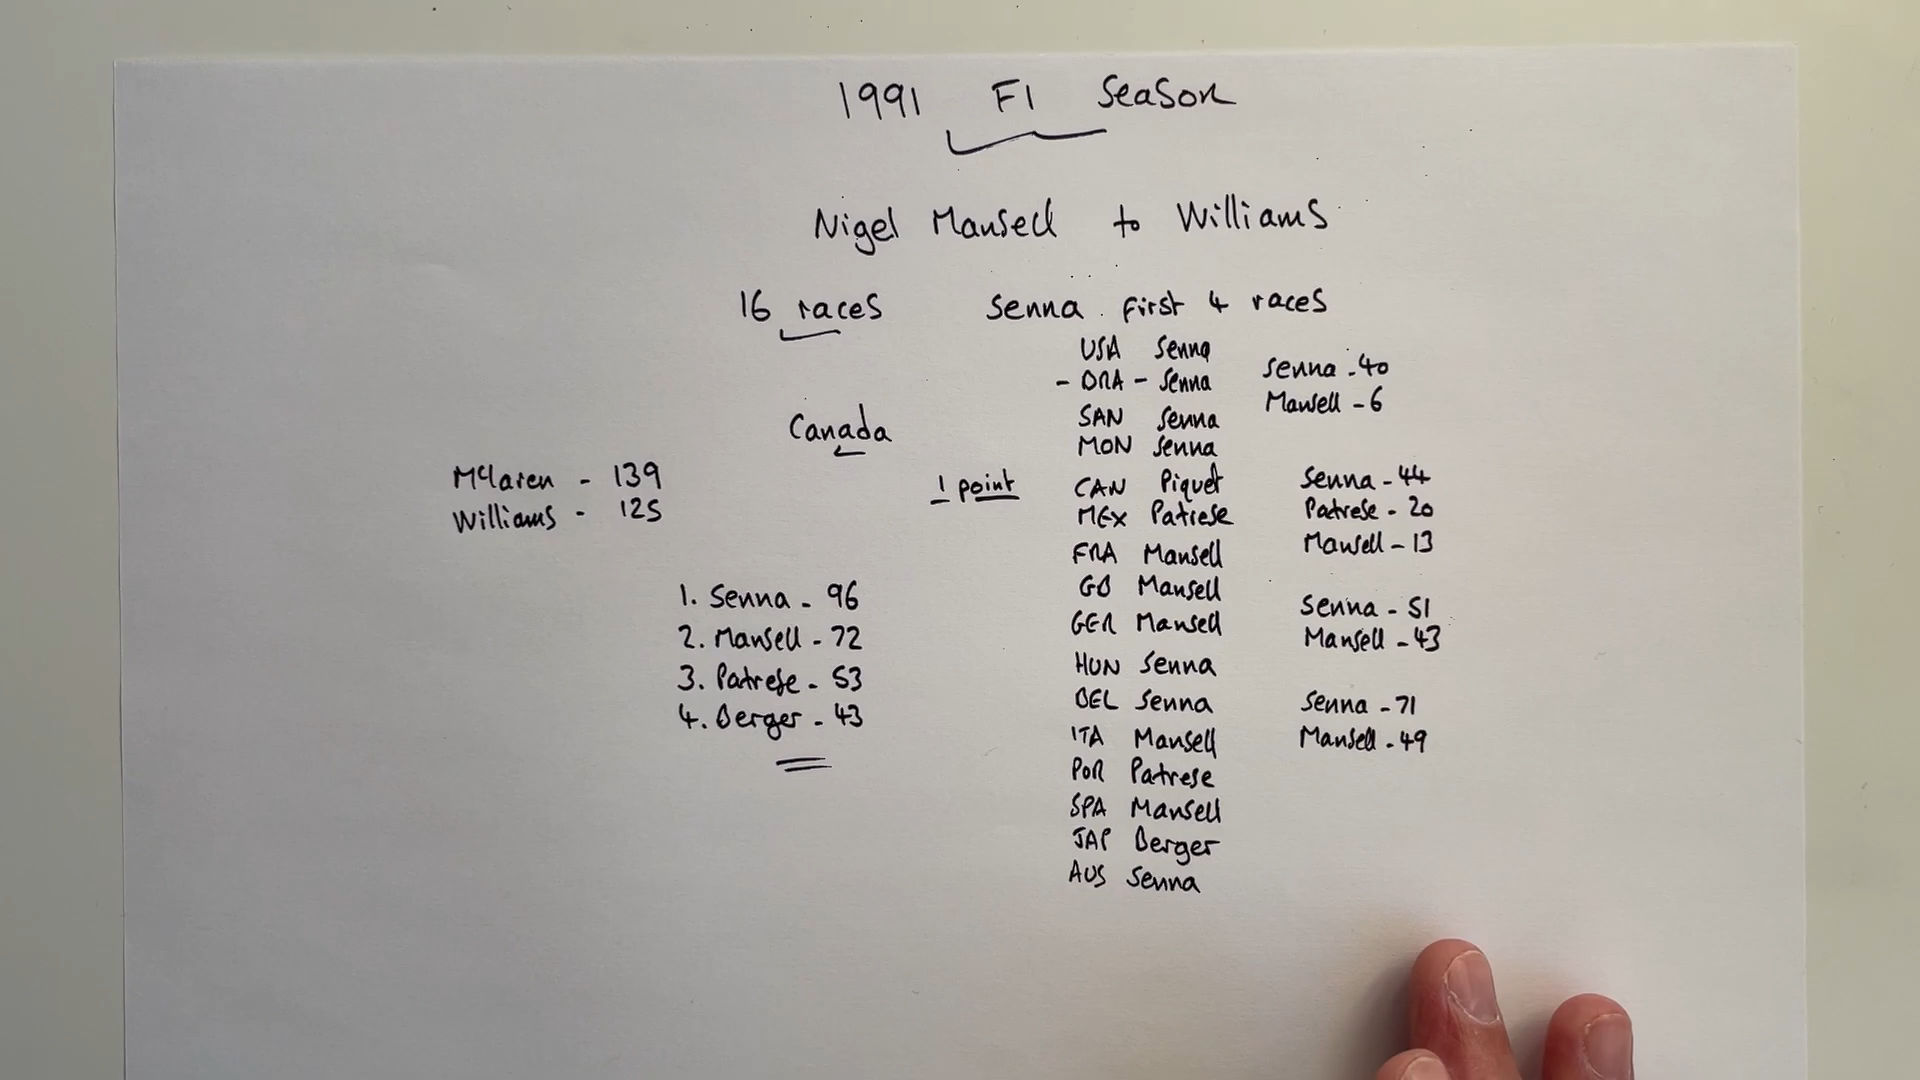 1991 F1 Season
Nigel Mansell to Williams
16 races
Senna first 4 races
USA Senna
- BRA - Senna
SAN Senna
MON Senna
Senna - 40
Mansell - 6
Canada
1 point
CAN Piquet
MEX Patrese
FRA Mansell
GB Mansell
GER Mansell
HUN Senna
BEL Senna
ITA Mansell
POR Patrese
SPA Mansell
JAP Berger
AUS Senna
Senna - 44
Patrese - 20
Mansell - 13
Senna - 51
Mansell - 43
Senna - 71
Mansell - 49
McLaren - 139
Williams - 125
1. Senna - 96
2. Mansell - 72
3. Patrese - 53
4. Berger - 43